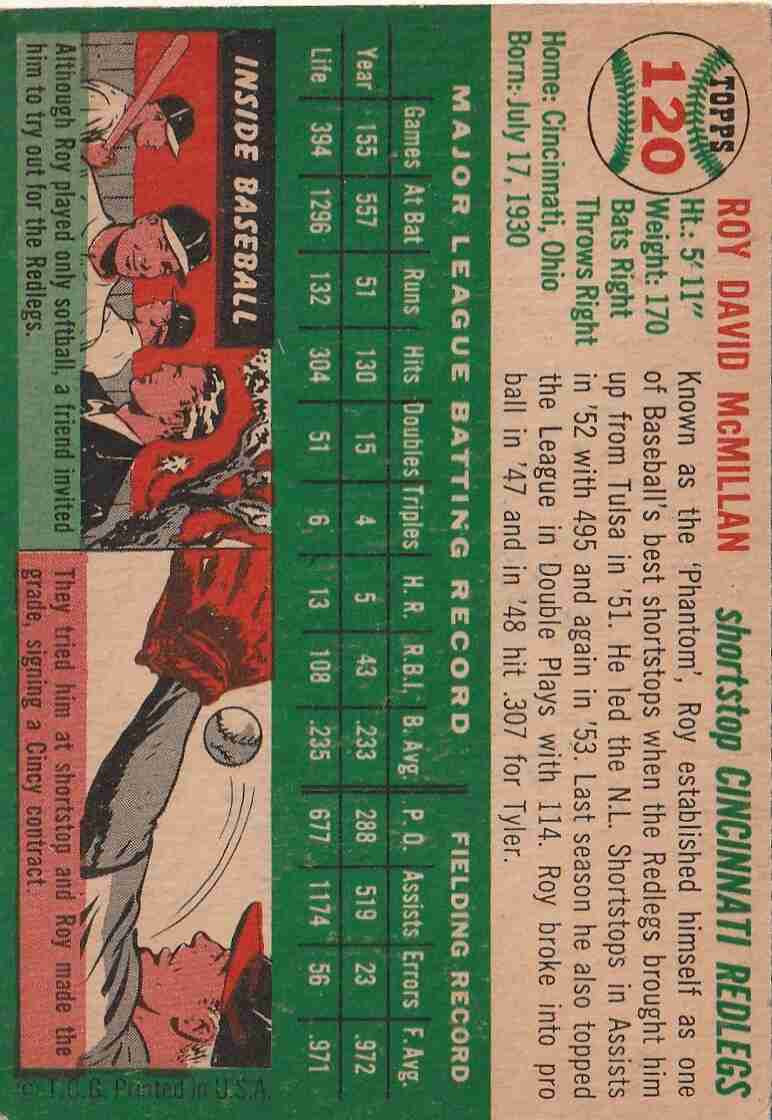 TOPPS
120
ROY DAVID McMILLAN shortstop CINCINNATI REDLEGS
Ht.: 5'11"
Weight: 170
Bats Right
Throws Right
Home: Cincinnati, Ohio
Born: July 17, 1930
Known as the 'Phantom', Roy established himself as one
of Baseball's best shortstops when the Redlegs brought him
up from Tulsa in '51. He led the N.L. Shortstops in Assists
in '52 with 495 and again in '53. Last season he also topped
the League in Double Plays with 114. Roy broke into pro
ball in '47 and in '48 hit .307 for Tyler.
MAJOR LEAGUE BATTING RECORD FIELDING RECORD
Games At Bat Runs Hits Doubles Triples H. R. R.B.I. B. Avg. P. O. Assists Errors F. Avg
Year 155 557 51 130 15 4 5 43 .233 288 519 23 .972
Life 394 1296 132 304 51 6 13 108 .235 677 1174 56 .971
INSIDE BASEBALL
Although Roy played only softball, a friend invited
him to try out for the Redlegs.
They tried him at shortstop and Roy made the
grade, signing a Cincy contract.
© T.C.G. Printed in U.S.A.